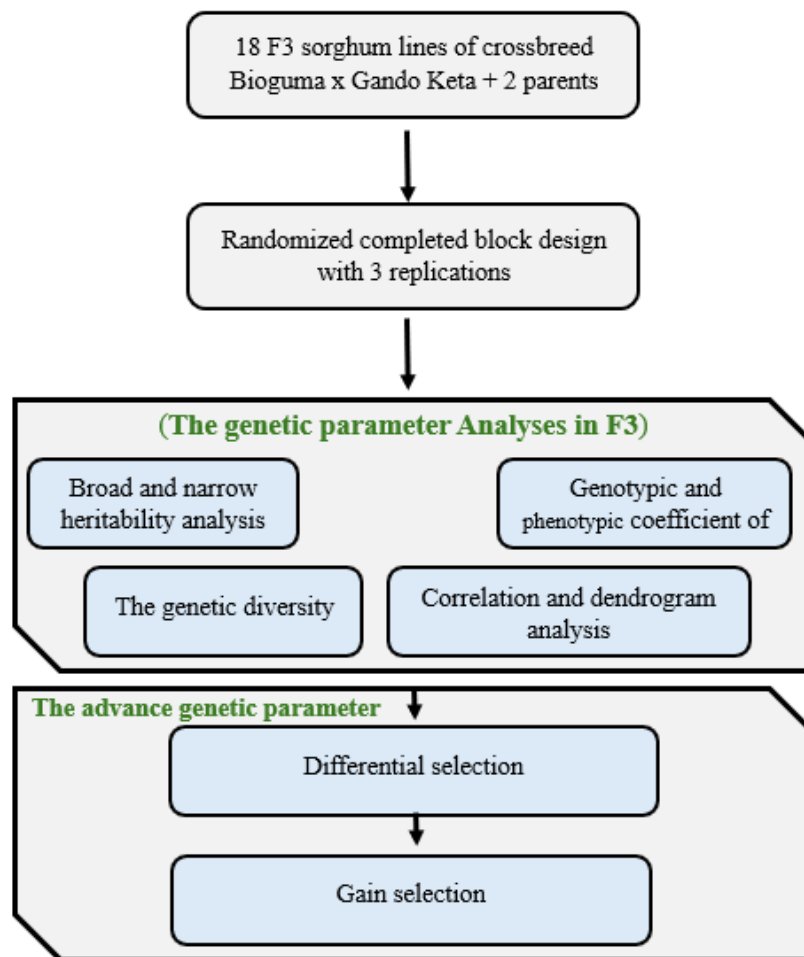 18 F3 sorghum lines of crossbreed
Bioguma x Gando Keta + 2 parents
Randomized completed block design
with 3 replications
(The genetic parameter Analyses in F3)
Broad and narrow
heritability analysis
Genotypic and
phenotypic coefficient of
The genetic diversity
Correlation and dendrogram
analysis
The advance genetic parameter
Differential selection
Gain selection